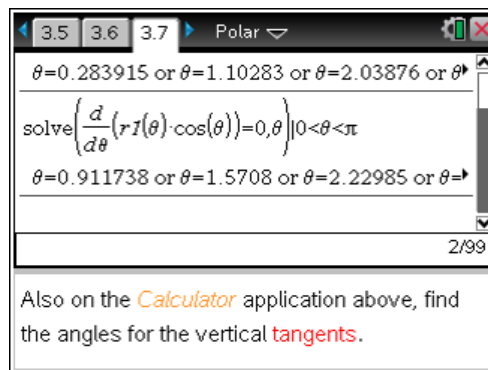 3.5 3.6 3.7 Polar
θ=0.283915 or θ=1.10283 or θ=2.03876 or θ
solve(d/dθ(r1(θ)·cos(θ))=0,θ)|0<θ<π
θ=0.911738 or θ=1.5708 or θ=2.22985 or θ=
2/99
Also on the Calculator application above, find
the angles for the vertical tangents.